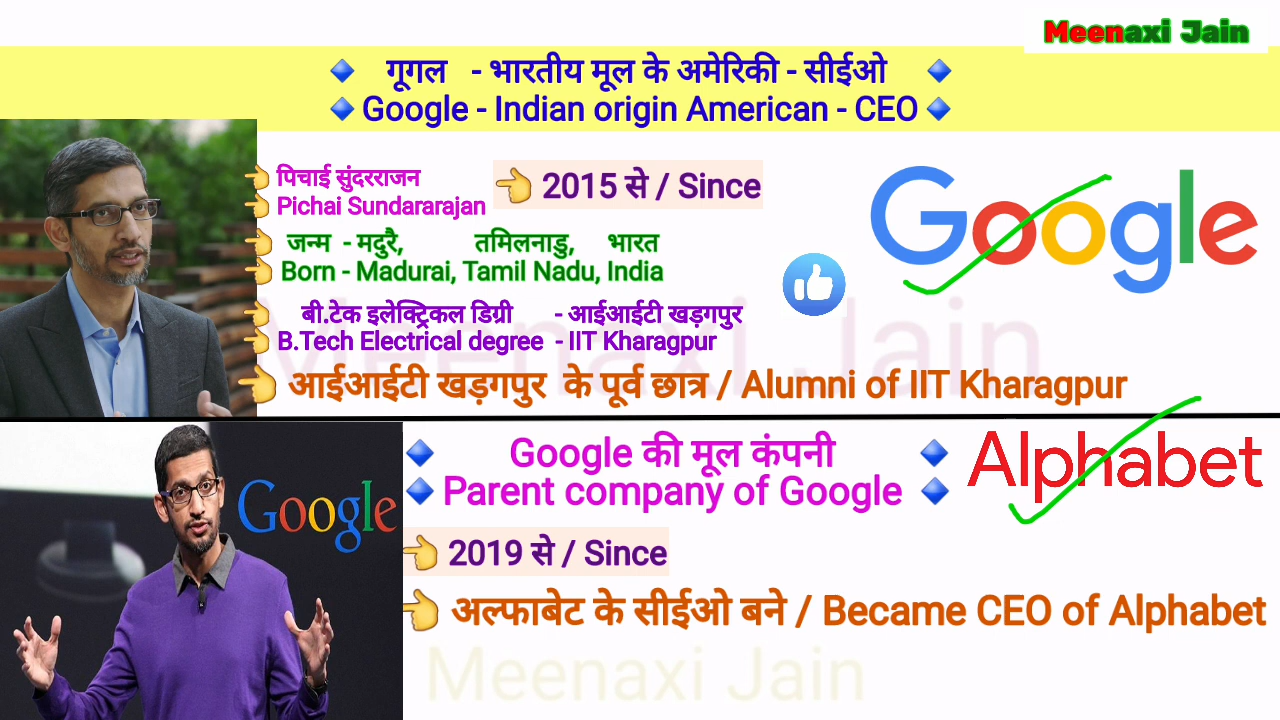 Meenaxi Jain
गूगल - भारतीय मूल के अमेरिकी - सीईओ
Google - Indian origin American - CEO
पिचाई सुंदरराजन
Pichai Sundararajan
2015 से / Since
Google
जन्म - मदुरै, तमिलनाडु, भारत
Born - Madurai, Tamil Nadu, India
बी.टेक इलेक्ट्रिकल डिग्री - आईआईटी खड़गपुर
B.Tech Electrical degree - IIT Kharagpur
Meenaxi Jain
आईआईटी खड़गपुर के पूर्व छात्र / Alumni of IIT Kharagpur
Google
Google की मूल कंपनी
Parent company of Google
Alphabet
2019 से / Since
अल्फाबेट के सीईओ बने / Became CEO of Alphabet
Meenaxi Jain